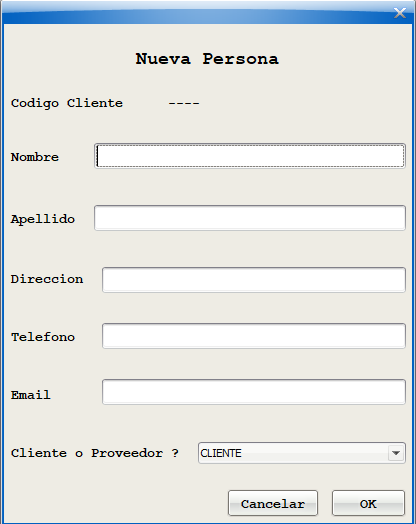 Nueva Persona
Codigo Cliente ----
Nombre
Apellido
Direccion
Telefono
Email
Cliente o Proveedor ? CLIENTE
Cancelar OK